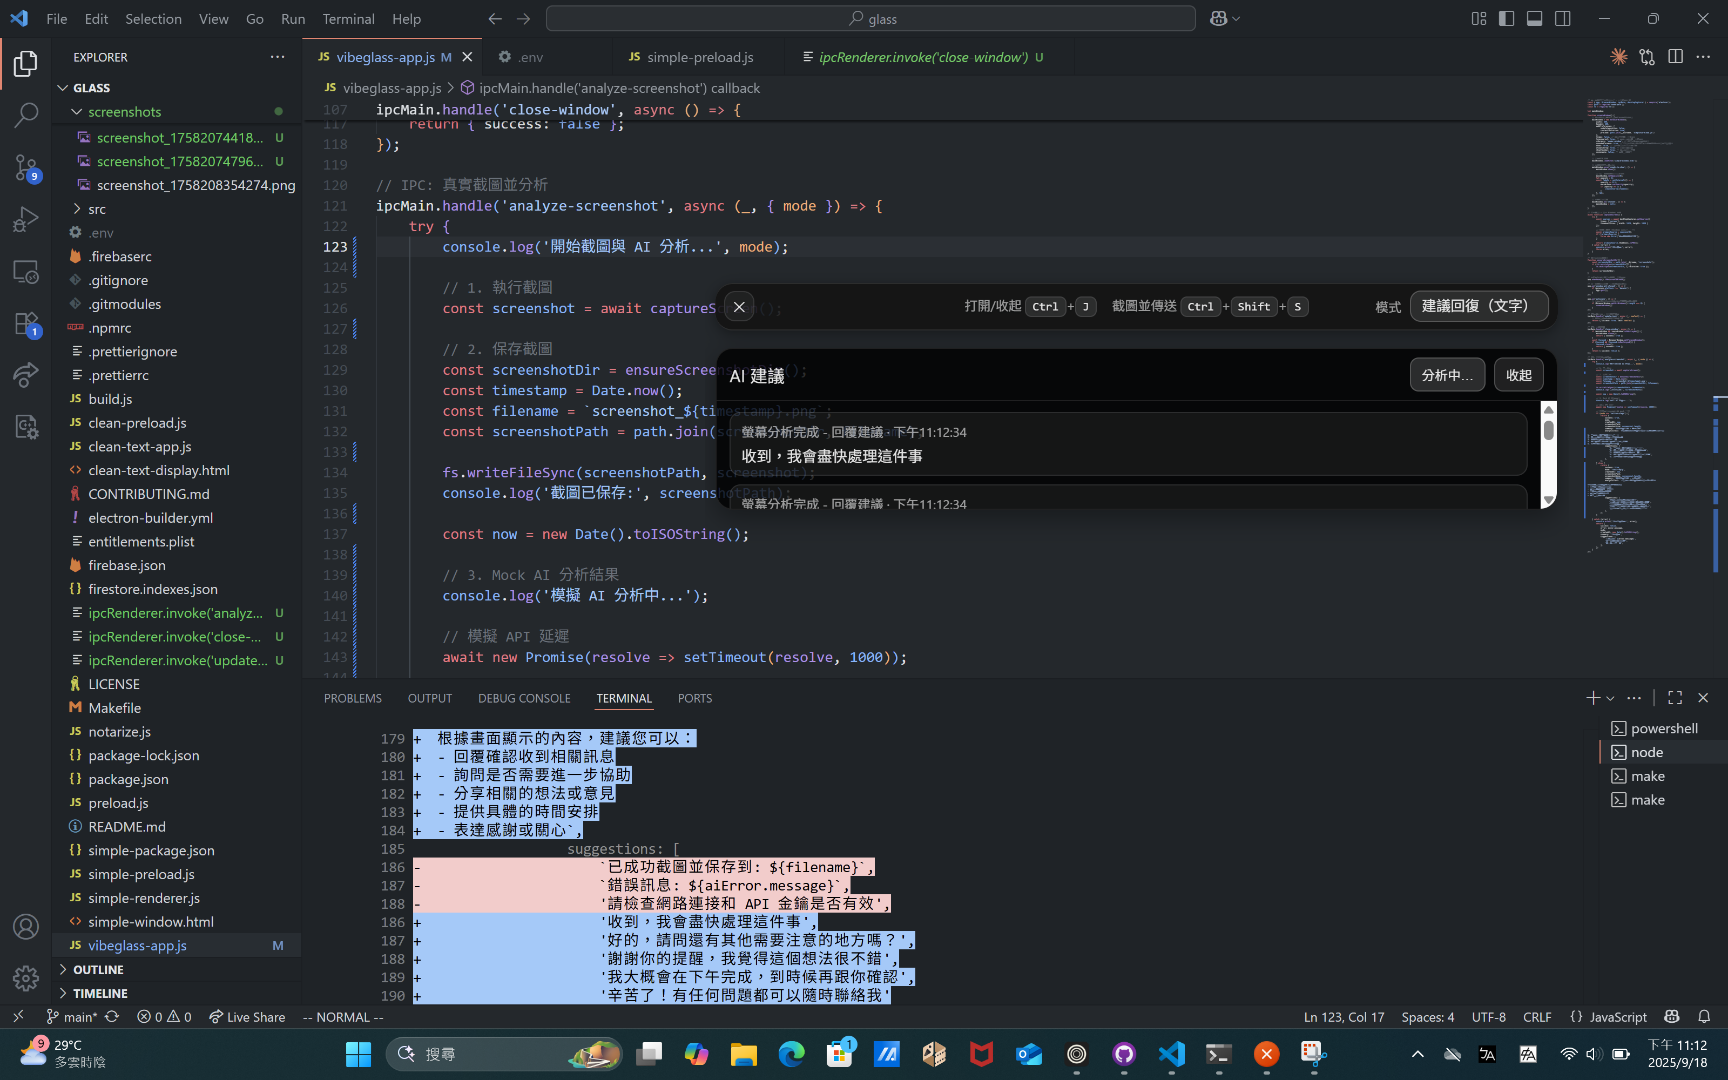 File Edit Selection View Go Run Terminal Help
glass
EXPLORER
GLASS
screenshots
screenshot_17582074418... U
screenshot_17582074796... U
screenshot_1758208354274.png
src
.env
.firebaserc
.gitignore
.gitmodules
.npmrc
.prettierignore
.prettierrc
build.js
clean-preload.js
clean-text-app.js
clean-text-display.html
CONTRIBUTING.md
electron-builder.yml
entitlements.plist
firebase.json
firestore.indexes.json
ipcRenderer.invoke('analyz... U
ipcRenderer.invoke('close-... U
ipcRenderer.invoke('update... U
LICENSE
Makefile
notarize.js
package-lock.json
package.json
preload.js
README.md
simple-package.json
simple-preload.js
simple-renderer.js
simple-window.html
vibeglass-app.js M
OUTLINE
TIMELINE
9
1
JS vibeglass-app.js M
.env
JS simple-preload.js
ipcRenderer.invoke('close-window') U
JS vibeglass-app.js > ipcMain.handle('analyze-screenshot') callback
107 ipcMain.handle('close-window', async () => {
117 return { success: false };
118 });
119
120 // IPC: 真實截圖並分析
121 ipcMain.handle('analyze-screenshot', async (_, { mode }) => {
122 try {
123 console.log('開始截圖與 AI 分析...', mode);
124
125 // 1. 執行截圖
126 const screenshot = await captureS
127
128 // 2. 保存截圖
129 const screenshotDir = ensureScreen
130 const timestamp = Date.now();
131 const filename = `screenshot_${timestamp}.png`;
132 const screenshotPath = path.join(
133
134 fs.writeFileSync(screenshotPath, screenshot);
135 console.log('截圖已保存:', screenshotPath);
136
137 const now = new Date().toISOString();
138
139 // 3. Mock AI 分析結果
140 console.log('模擬 AI 分析中...');
141
142 // 模擬 API 延遲
143 await new Promise(resolve => setTimeout(resolve, 1000));
打開/收起 Ctrl + J 截圖並傳送 Ctrl + Shift + S 模式 建議回復（文字）
AI 建議 分析中... 收起
螢幕分析完成 - 回覆建議 · 下午11:12:34
收到，我會盡快處理這件事
螢幕分析完成 - 回覆建議 · 下午11:12:34
PROBLEMS OUTPUT DEBUG CONSOLE TERMINAL PORTS
179 + 根據畫面顯示的內容，建議您可以：
180 + - 回覆確認收到相關訊息
181 + - 詢問是否需要進一步協助
182 + - 分享相關的想法或意見
183 + - 提供具體的時間安排
184 + - 表達感謝或關心`,
185 suggestions: [
186 - `已成功截圖並保存到: ${filename}`,
187 - `錯誤訊息: ${aiError.message}`,
188 - '請檢查網路連接和 API 金鑰是否有效',
186 + '收到，我會盡快處理這件事',
187 + '好的，請問還有其他需要注意的地方嗎？',
188 + '謝謝你的提醒，我覺得這個想法很不錯',
189 + '我大概會在下午完成，到時候再跟你確認',
190 + '辛苦了！有任何問題都可以隨時聯絡我'
powershell
node
make
make
main* 0 0 Live Share -- NORMAL --
Ln 123, Col 17 Spaces: 4 UTF-8 CRLF {} JavaScript
9
29°C
多雲時陰
搜尋
1
下午 11:12
2025/9/18